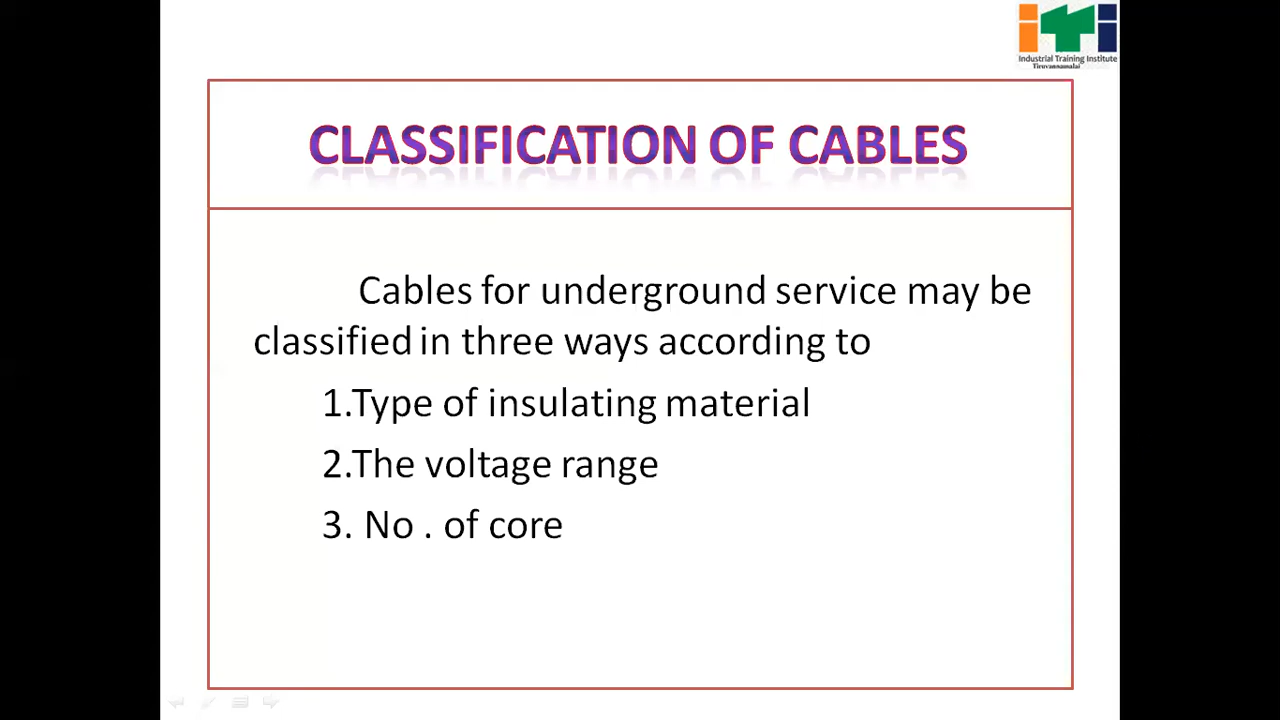 iTi
Industrial Training Institute
Tiruvannamalai
CLASSIFICATION OF CABLES
Cables for underground service may be
classified in three ways according to
1.Type of insulating material
2.The voltage range
3. No . of core